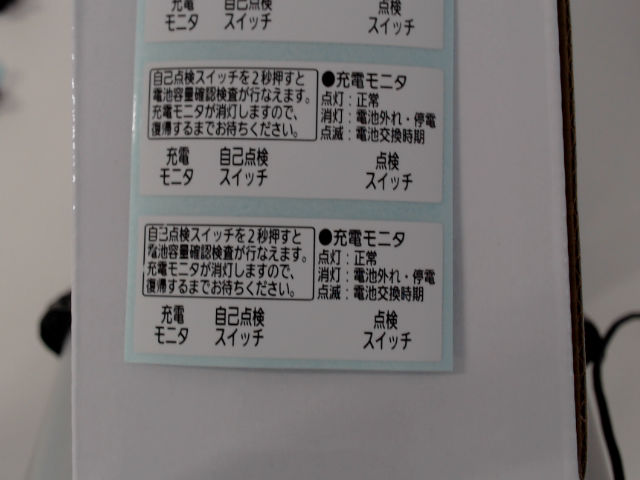 充電 自己点検 点検
モニタ スイッチ スイッチ
自己点検スイッチを2秒押すと
電池容量確認検査が行なえます。
充電モニタが消灯しますので、
復帰するまでお待ちください。
●充電モニタ
点灯：正常
消灯：電池外れ・停電
点滅：電池交換時期
充電 自己点検 点検
モニタ スイッチ スイッチ
自己点検スイッチを2秒押すと
電池容量確認検査が行なえます。
充電モニタが消灯しますので、
復帰するまでお待ちください。
●充電モニタ
点灯：正常
消灯：電池外れ・停電
点滅：電池交換時期
充電 自己点検 点検
モニタ スイッチ スイッチ